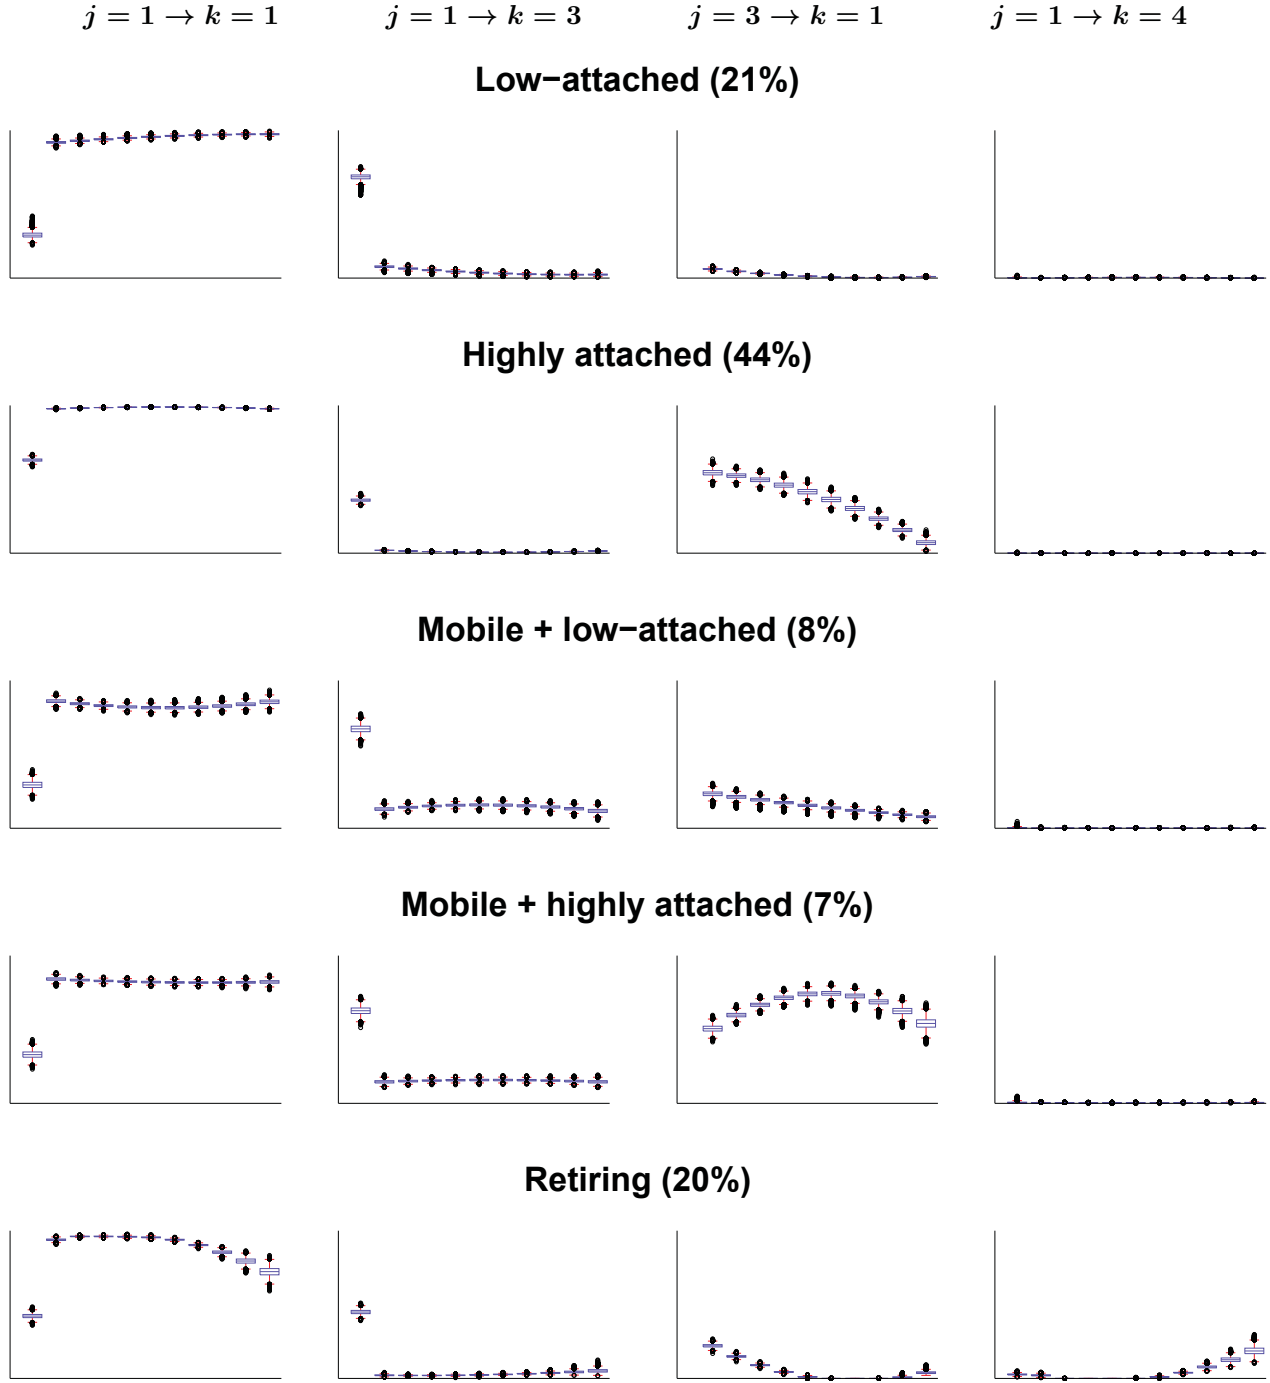 j = 1 → k = 1 j = 1 → k = 3 j = 3 → k = 1 j = 1 → k = 4
Low−attached (21%)
Highly attached (44%)
Mobile + low−attached (8%)
Mobile + highly attached (7%)
Retiring (20%)